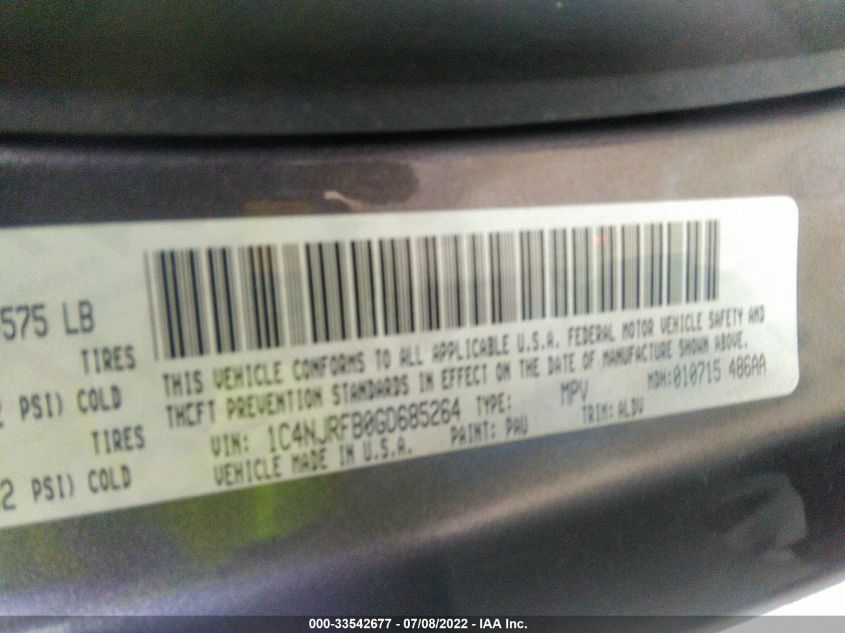 575 LB
TIRES
PSI) COLD
TIRES
2 PSI) COLD
THIS VEHICLE CONFORMS TO ALL APPLICABLE U.S.A. FEDERAL MOTOR VEHICLE SAFETY AND
THEFT PREVENTION STANDARDS IN EFFECT ON THE DATE OF MANUFACTURE SHOWN ABOVE.
VIN: 1C4NJRFB0GD685264 TYPE: MPV MDH:010715 486AA
VEHICLE MADE IN U.S.A. PAINT: PAU TRIM: ALDV
000-33542677 - 07/08/2022 - IAA Inc.